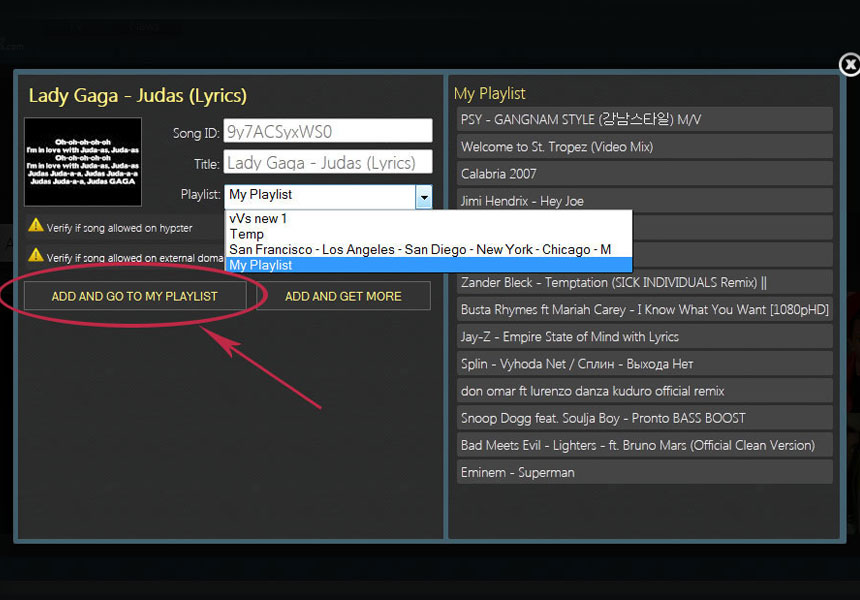 Lady Gaga - Judas (Lyrics)
Oh-oh-oh-oh-oh
I'm in love with Juda-as, Juda-as
Oh-oh-oh-oh-oh
I'm in love with Juda-as, Juda-as
Judas Juda-a-a, Judas Juda-a-a
Judas Juda-a-a, Judas GAGA
Song ID: 9y7ACSyxWS0
Title: Lady Gaga - Judas (Lyrics)
Playlist: My Playlist
vVs new 1
Temp
San Francisco - Los Angeles - San Diego - New York - Chicago - M
My Playlist
Verify if song allowed on hypster
Verify if song allowed on external doma
ADD AND GO TO MY PLAYLIST
ADD AND GET MORE
My Playlist
PSY - GANGNAM STYLE (강남스타일) M/V
Welcome to St. Tropez (Video Mix)
Calabria 2007
Jimi Hendrix - Hey Joe
Zander Bleck - Temptation (SICK INDIVIDUALS Remix) ||
Busta Rhymes ft Mariah Carey - I Know What You Want [1080pHD]
Jay-Z - Empire State of Mind with Lyrics
Splin - Vyhoda Net / Сплин - Выхода Нет
don omar ft lurenzo danza kuduro official remix
Snoop Dogg feat. Soulja Boy - Pronto BASS BOOST
Bad Meets Evil - Lighters - ft. Bruno Mars (Official Clean Version)
Eminem - Superman